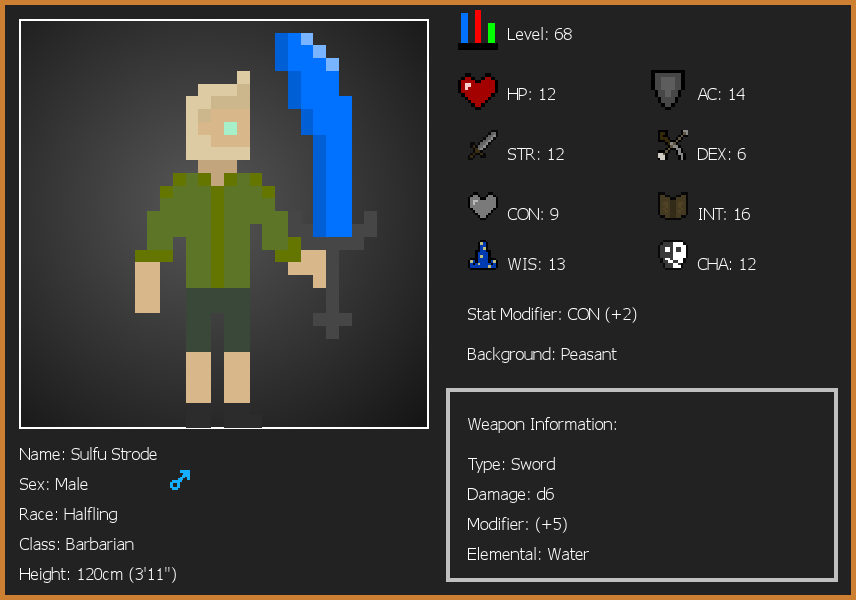 Level: 68
HP: 12
AC: 14
STR: 12
DEX: 6
CON: 9
INT: 16
WIS: 13
CHA: 12
Stat Modifier: CON (+2)
Background: Peasant
Weapon Information:
Type: Sword
Damage: d6
Modifier: (+5)
Elemental: Water
Name: Sulfu Strode
Sex: Male
Race: Halfling
Class: Barbarian
Height: 120cm (3'11")